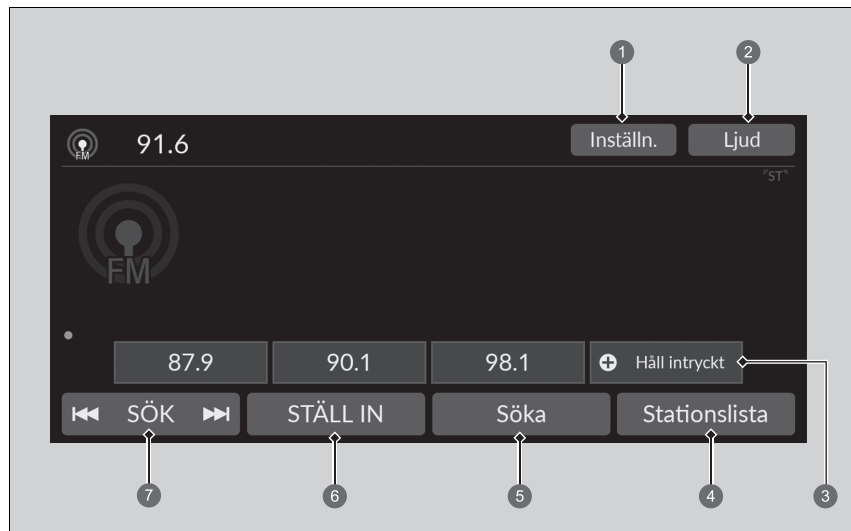 1 2
FM 91.6 Inställn. Ljud
ST
FM
87.9 90.1 98.1 Håll intryckt
SÖK STÄLL IN Söka Stationslista
7 6 5 4 3